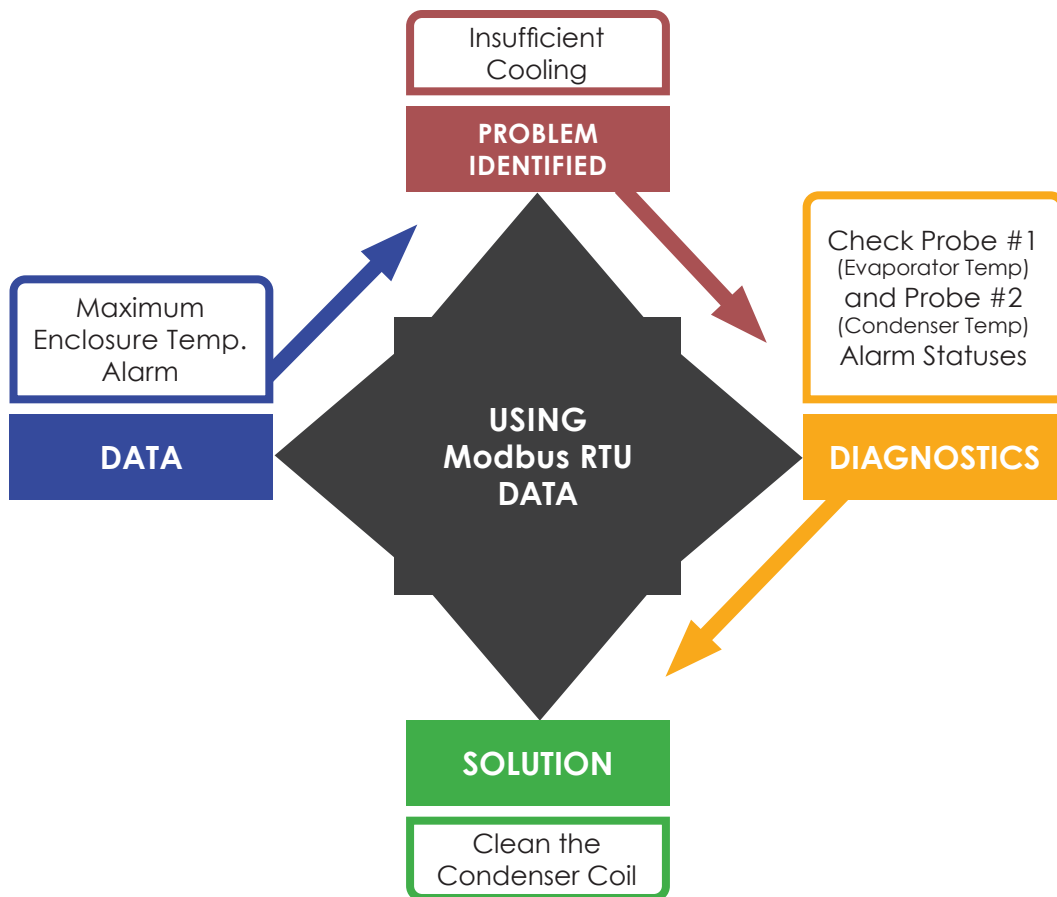 Insufficient
Cooling
PROBLEM
IDENTIFIED
Maximum
Enclosure Temp.
Alarm
DATA
USING
Modbus RTU
DATA
Check Probe #1
(Evaporator Temp)
and Probe #2
(Condenser Temp)
Alarm Statuses
DIAGNOSTICS
SOLUTION
Clean the
Condenser Coil